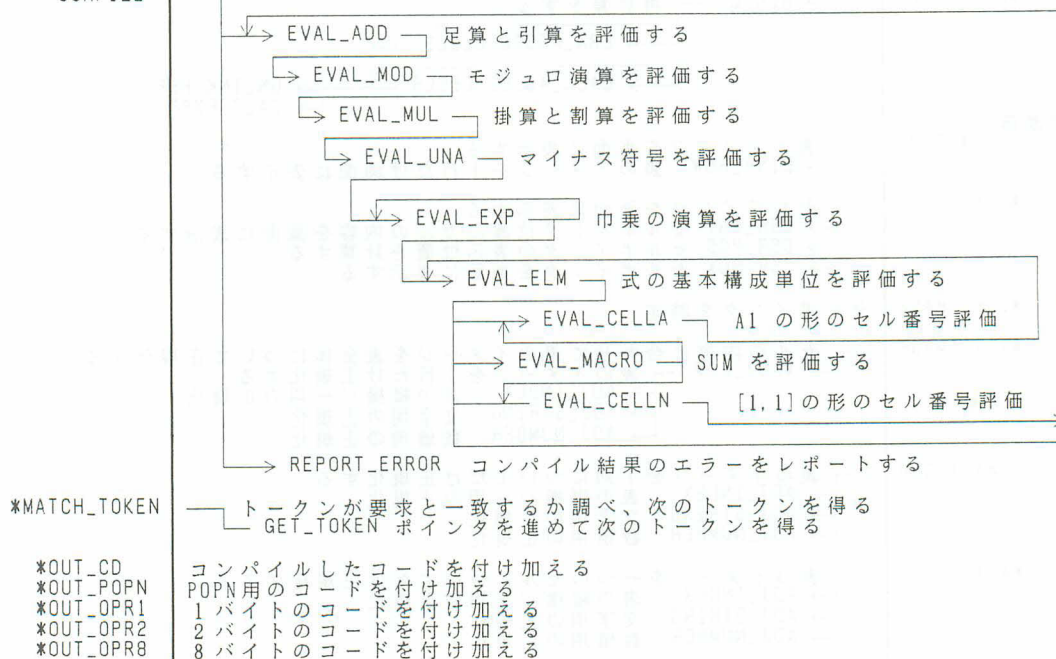 EVAL_ADD 足算と引算を評価する
EVAL_MOD モジュロ演算を評価する
EVAL_MUL 掛算と割算を評価する
EVAL_UNA マイナス符号を評価する
EVAL_EXP 巾乗の演算を評価する
EVAL_ELM 式の基本構成単位を評価する
EVAL_CELLA A1 の形のセル番号評価
EVAL_MACRO SUM を評価する
EVAL_CELLN [1,1]の形のセル番号評価
REPORT_ERROR コンパイル結果のエラーをレポートする
*MATCH_TOKEN トークンが要求と一致するか調べ、次のトークンを得る
GET_TOKEN ポインタを進めて次のトークンを得る
*OUT_CD コンパイルしたコードを付け加える
*OUT_POPN POPN用のコードを付け加える
*OUT_OPR1 1バイトのコードを付け加える
*OUT_OPR2 2バイトのコードを付け加える
*OUT_OPR8 8バイトのコードを付け加える